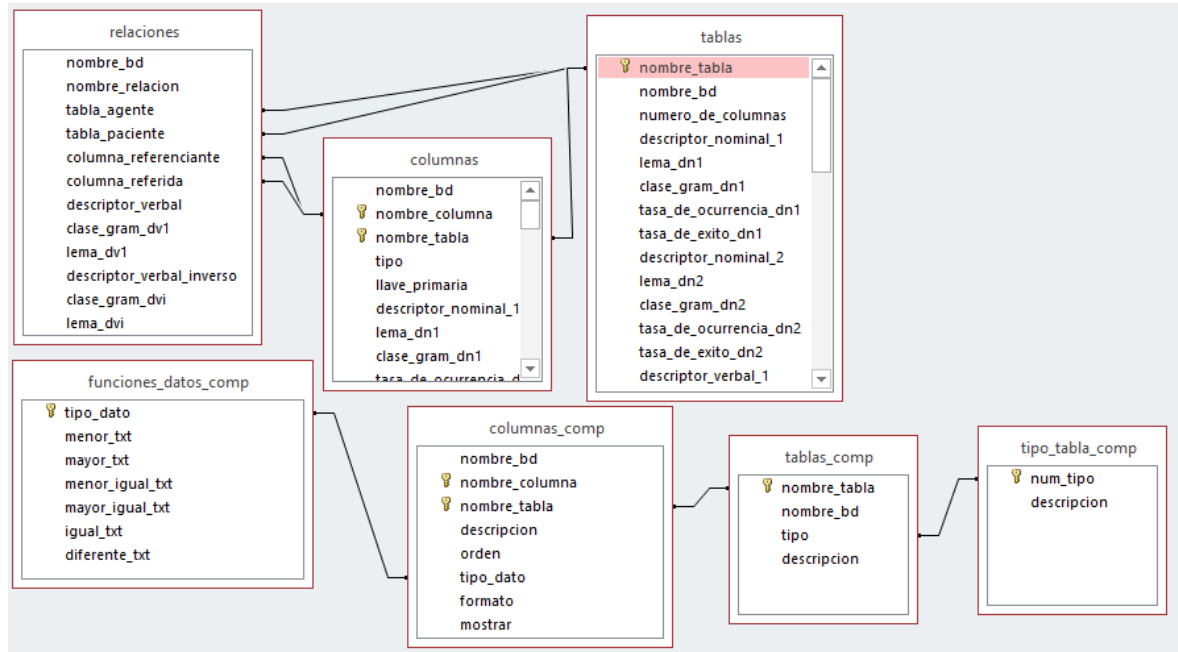 relaciones
nombre_bd
nombre_relacion
tabla_agente
tabla_paciente
columna_referenciante
columna_referida
descriptor_verbal
clase_gram_dv1
lema_dv1
descriptor_verbal_inverso
clase_gram_dvi
lema_dvi
columnas
nombre_bd
nombre_columna
nombre_tabla
tipo
llave_primaria
descriptor_nominal_1
lema_dn1
clase_gram_dn1
tasa_de_ocurrencia_d
tablas
nombre_tabla
nombre_bd
numero_de_columnas
descriptor_nominal_1
lema_dn1
clase_gram_dn1
tasa_de_ocurrencia_dn1
tasa_de_exito_dn1
descriptor_nominal_2
lema_dn2
clase_gram_dn2
tasa_de_ocurrencia_dn2
tasa_de_exito_dn2
descriptor_verbal_1
funciones_datos_comp
tipo_dato
menor_txt
mayor_txt
menor_igual_txt
mayor_igual_txt
igual_txt
diferente_txt
columnas_comp
nombre_bd
nombre_columna
nombre_tabla
descripcion
orden
tipo_dato
formato
mostrar
tablas_comp
nombre_tabla
nombre_bd
tipo
descripcion
tipo_tabla_comp
num_tipo
descripcion